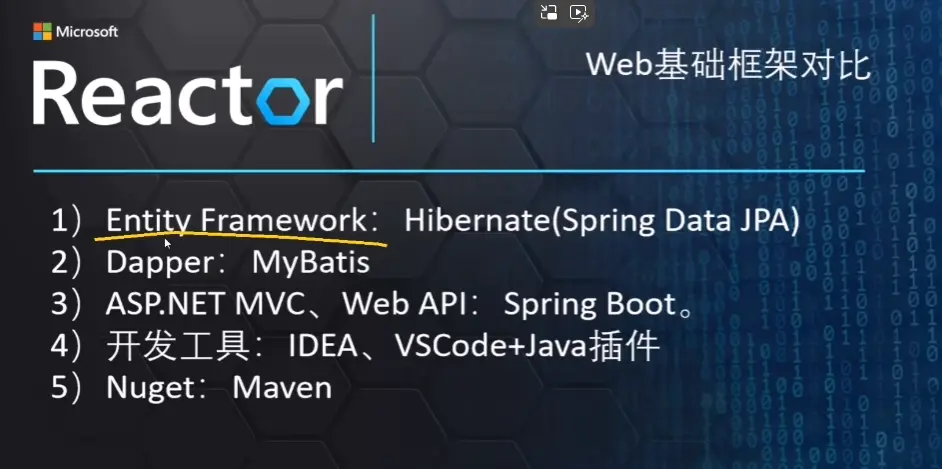 Microsoft
Reactor
Web基础框架对比
1）Entity Framework：Hibernate(Spring Data JPA)
2）Dapper：MyBatis
3）ASP.NET MVC、Web API：Spring Boot。
4）开发工具：IDEA、VSCode+Java插件
5）Nuget：Maven